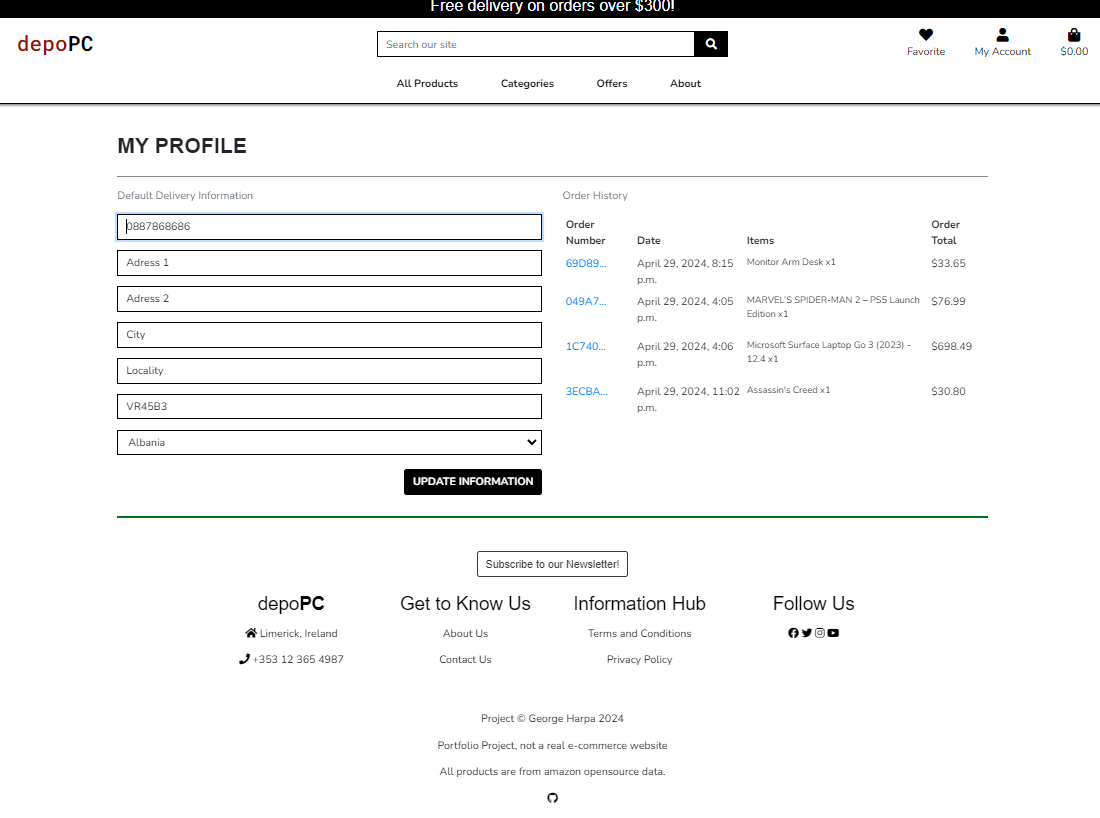 Free delivery on orders over $300!
depoPC
Search our site
Favorite
My Account
$0.00
All Products
Categories
Offers
About
MY PROFILE
Default Delivery Information
0887868686
Adress 1
Adress 2
City
Locality
VR45B3
Albania
UPDATE INFORMATION
Order History
Order Number
Date
Items
Order Total
69D89...
April 29, 2024, 8:15
p.m.
Monitor Arm Desk x1
$33.65
049A7...
April 29, 2024, 4:05
p.m.
MARVEL'S SPIDER-MAN 2 – PS5 Launch
Edition x1
$76.99
1C740...
April 29, 2024, 4:06
p.m.
Microsoft Surface Laptop Go 3 (2023) -
12.4 x1
$698.49
3ECBA...
April 29, 2024, 11:02
p.m.
Assassin's Creed x1
$30.80
Subscribe to our Newsletter!
depoPC
Limerick, Ireland
+353 12 365 4987
Get to Know Us
About Us
Contact Us
Information Hub
Terms and Conditions
Privacy Policy
Follow Us
Project © George Harpa 2024
Portfolio Project, not a real e-commerce website
All products are from amazon opensource data.